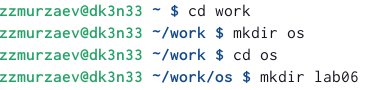 zzmurzaev@dk3n33 ~ $ cd work
zzmurzaev@dk3n33 ~/work $ mkdir os
zzmurzaev@dk3n33 ~/work $ cd os
zzmurzaev@dk3n33 ~/work/os $ mkdir lab06